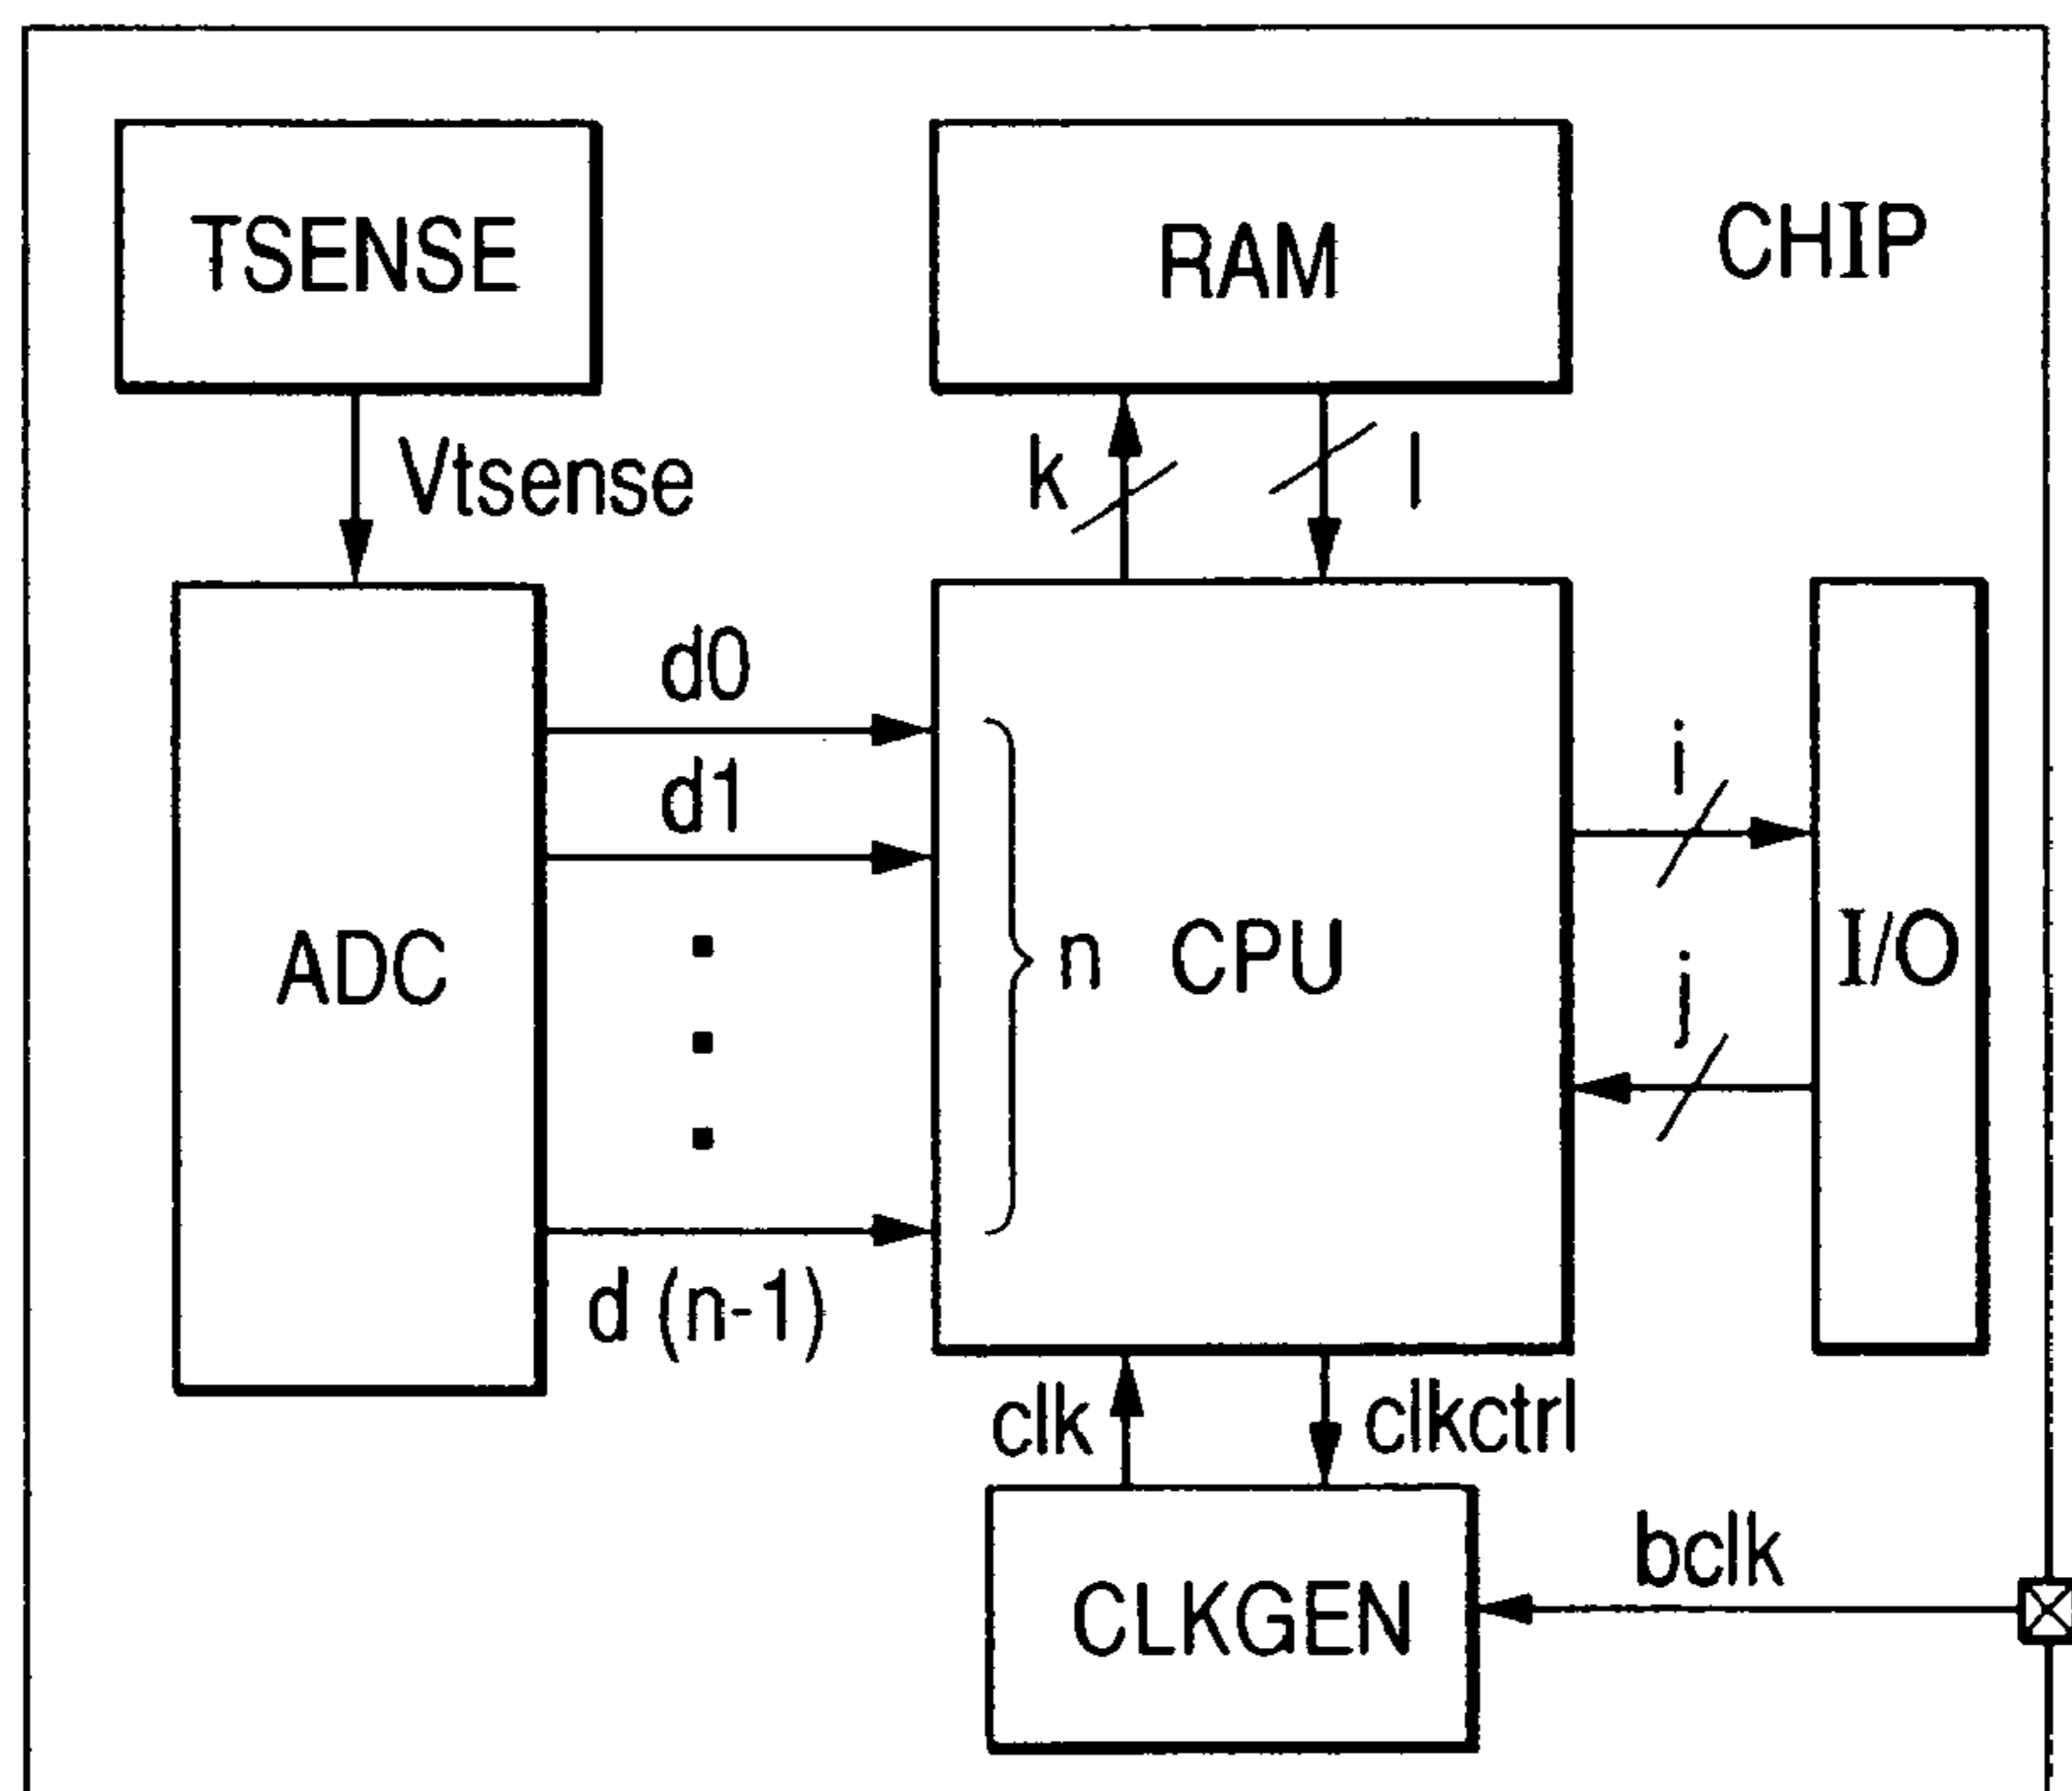 TSENSE
RAM
CHIP
Vtsense
k
l
d0
d1
i
ADC
n
CPU
I/O
j
d (n-1)
clk
clkctrl
bclk
CLKGEN